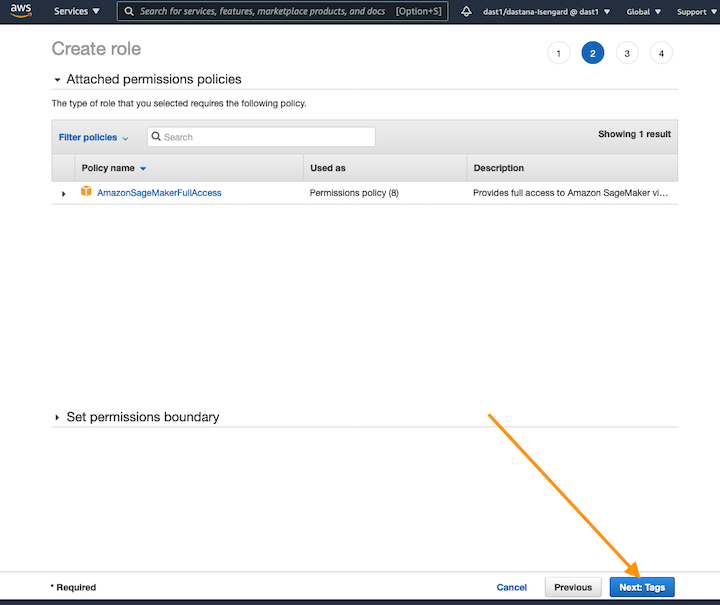 aws
Services
Search for services, features, marketplace products, and docs [Option+S]
dast1/dastana-Isengard @ dast1
Global
Support
Create role
1
2
3
4
Attached permissions policies
The type of role that you selected requires the following policy.
Filter policies
Search
Showing 1 result
Policy name
Used as
Description
AmazonSageMakerFullAccess
Permissions policy (8)
Provides full access to Amazon SageMaker vi…
Set permissions boundary
* Required
Cancel
Previous
Next: Tags